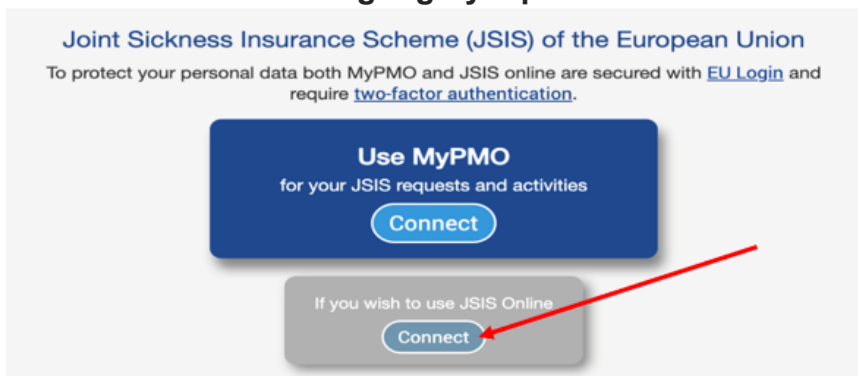 Joint Sickness Insurance Scheme (JSIS) of the European Union
To protect your personal data both MyPMO and JSIS online are secured with EU Login and
require two-factor authentication.
Use MyPMO
for your JSIS requests and activities
Connect
If you wish to use JSIS Online
Connect